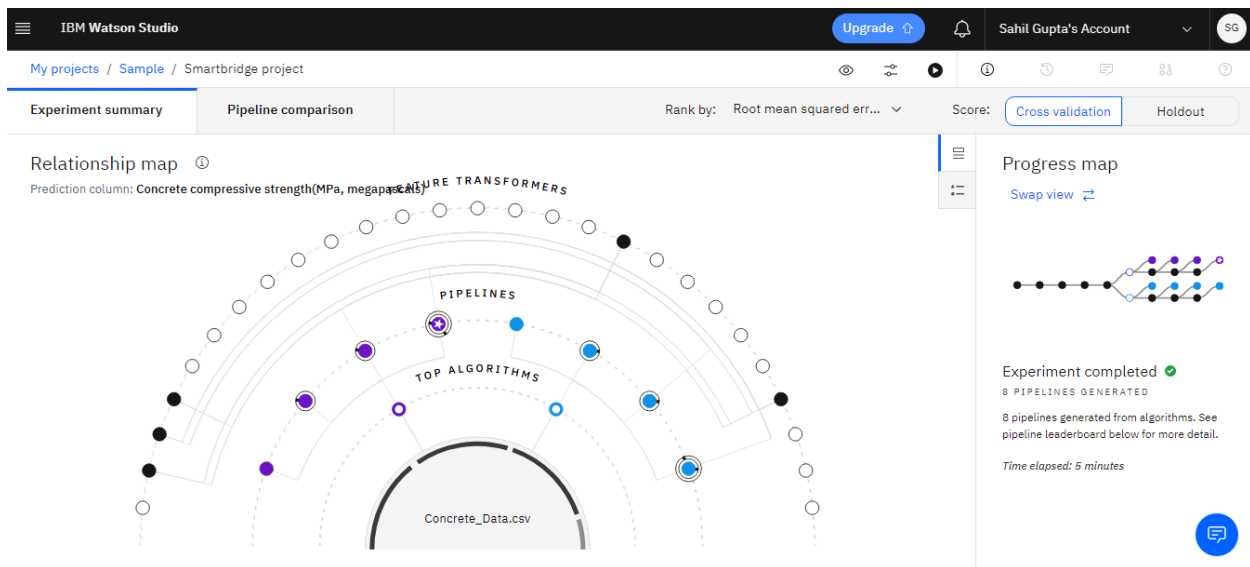 IBM Watson Studio
Upgrade
Sahil Gupta's Account
SG
My projects / Sample / Smartbridge project
Experiment summary
Pipeline comparison
Rank by: Root mean squared err...
Score: Cross validation Holdout
Relationship map
Prediction column: Concrete compressive strength(MPa, megapascals)
FEATURE TRANSFORMERS
PIPELINES
TOP ALGORITHMS
Concrete_Data.csv
Progress map
Swap view
Experiment completed
8 PIPELINES GENERATED
8 pipelines generated from algorithms. See
pipeline leaderboard below for more detail.
Time elapsed: 5 minutes